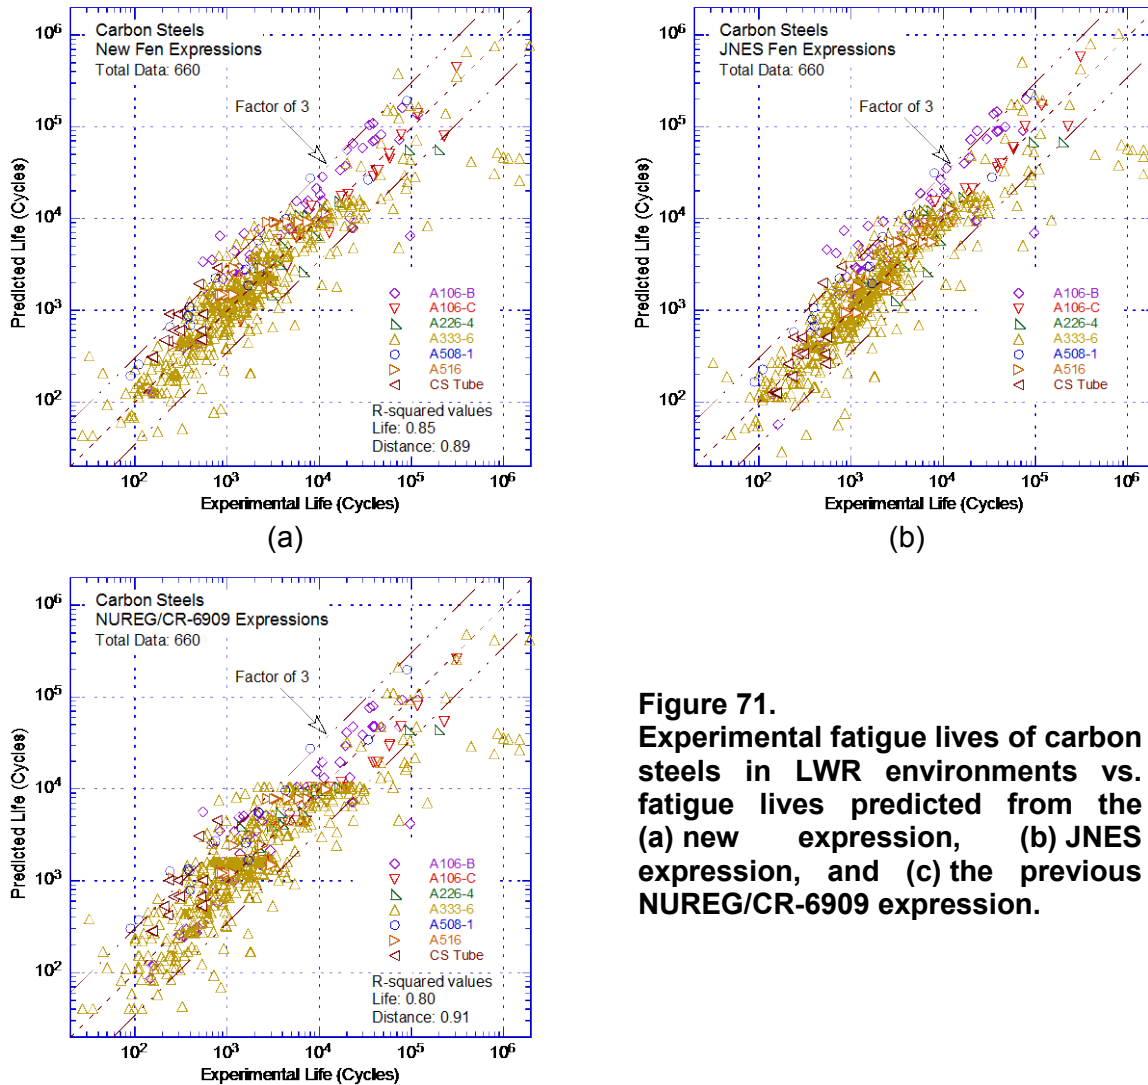 Carbon Steels
New Fen Expressions
Total Data: 660
Factor of 3
10⁶
10⁵
10⁴
10³
10²
Predicted Life (Cycles)
A106-B
A106-C
A226-4
A333-6
A508-1
A516
CS Tube
R-squared values
Life: 0.85
Distance: 0.89
10² 10³ 10⁴ 10⁵ 10⁶
Experimental Life (Cycles)
(a)
Carbon Steels
JNES Fen Expressions
Total Data: 660
Factor of 3
10⁶
10⁵
10⁴
10³
10²
Predicted Life (Cycles)
A106-B
A106-C
A226-4
A333-6
A508-1
A516
CS Tube
10² 10³ 10⁴ 10⁵ 10⁶
Experimental Life (Cycles)
(b)
Carbon Steels
NUREG/CR-6909 Expressions
Total Data: 660
Factor of 3
10⁶
10⁵
10⁴
10³
10²
Predicted Life (Cycles)
A106-B
A106-C
A226-4
A333-6
A508-1
A516
CS Tube
R-squared values
Life: 0.80
Distance: 0.91
10² 10³ 10⁴ 10⁵ 10⁶
Experimental Life (Cycles)
Figure 71.
Experimental fatigue lives of carbon
steels in LWR environments vs.
fatigue lives predicted from the
(a) new expression, (b) JNES
expression, and (c) the previous
NUREG/CR-6909 expression.